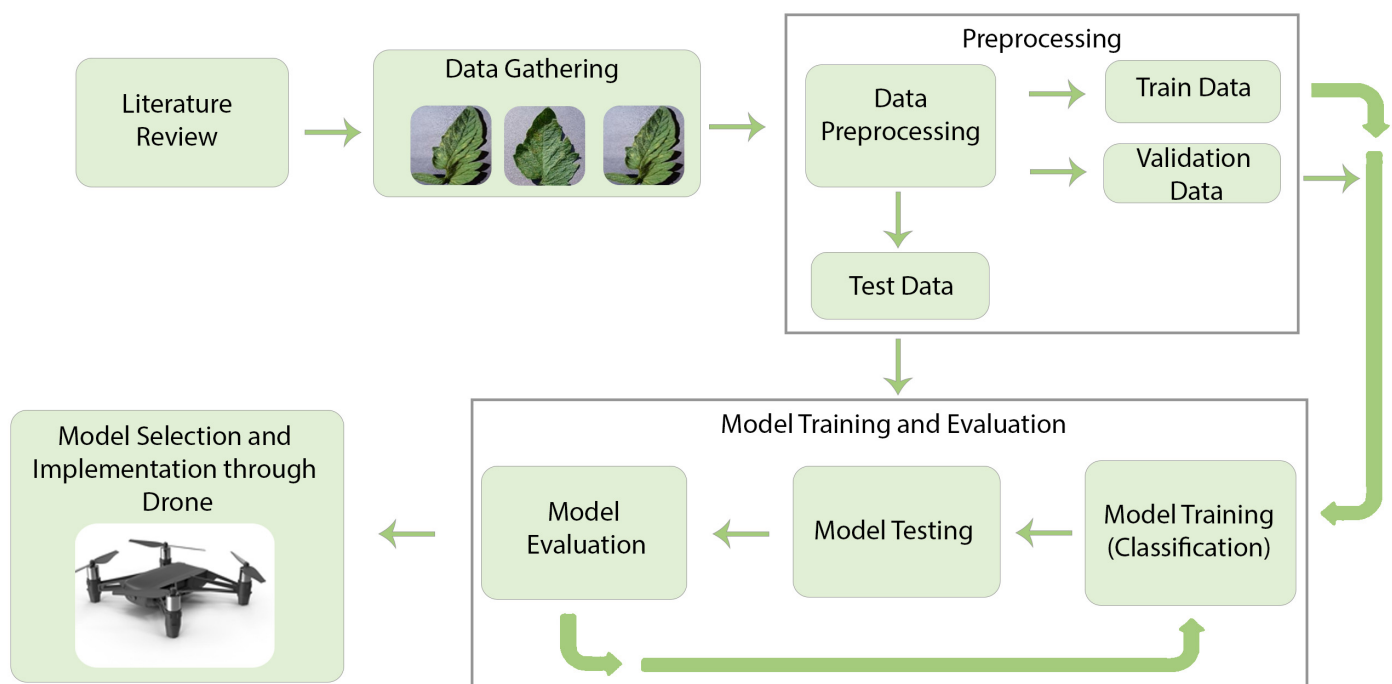 Literature
Review
Data Gathering
Preprocessing
Data
Preprocessing
Train Data
Validation
Data
Test Data
Model Training and Evaluation
Model Training
(Classification)
Model Testing
Model
Evaluation
Model Selection and
Implementation through
Drone